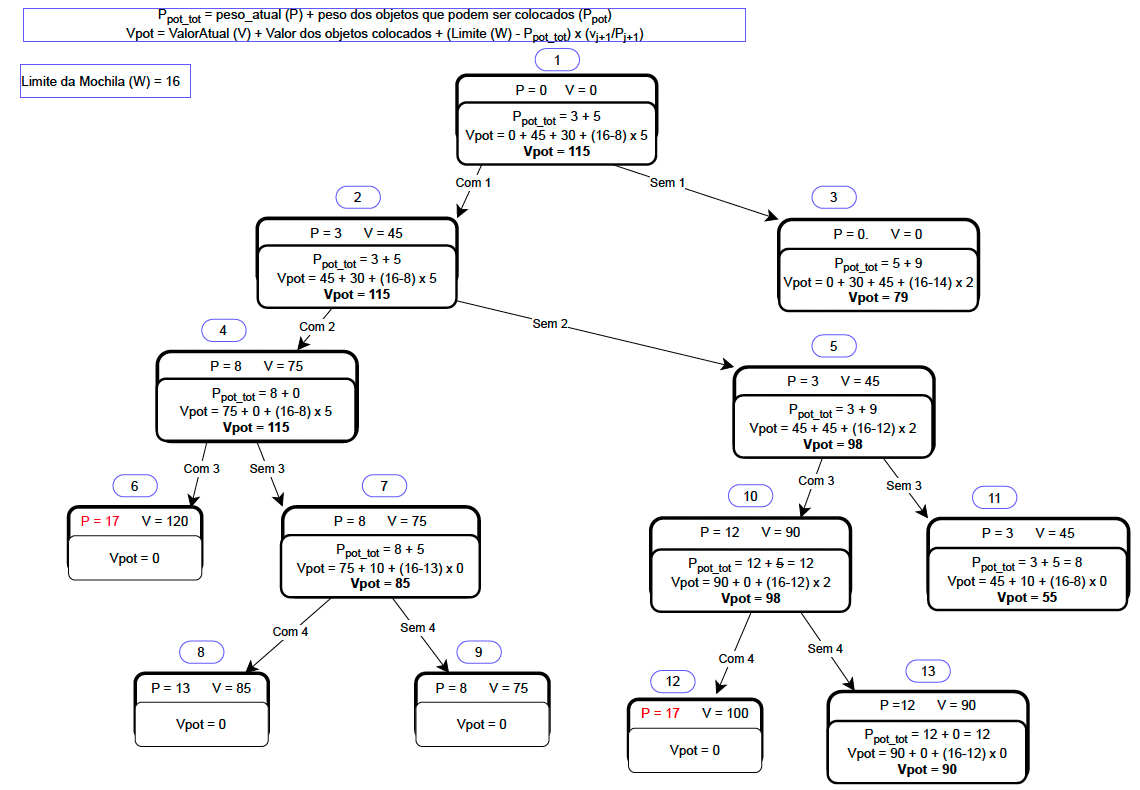 Ppot_tot = peso_atual (P) + peso dos objetos que podem ser colocados (Ppot)
Vpot = ValorAtual (V) + Valor dos objetos colocados + (Limite (W) - Ppot_tot) x (vj+1/Pj+1)
Limite da Mochila (W) = 16
1
P = 0 V = 0
Ppot_tot = 3 + 5
Vpot = 0 + 45 + 30 + (16-8) x 5
Vpot = 115
Com 1
Sem 1
2
P = 3 V = 45
Ppot_tot = 3 + 5
Vpot = 45 + 30 + (16-8) x 5
Vpot = 115
3
P = 0. V = 0
Ppot_tot = 5 + 9
Vpot = 0 + 30 + 45 + (16-14) x 2
Vpot = 79
Com 2
Sem 2
4
P = 8 V = 75
Ppot_tot = 8 + 0
Vpot = 75 + 0 + (16-8) x 5
Vpot = 115
5
P = 3 V = 45
Ppot_tot = 3 + 9
Vpot = 45 + 45 + (16-12) x 2
Vpot = 98
Com 3
Sem 3
Com 3
Sem 3
6
P = 17 V = 120
Vpot = 0
7
P = 8 V = 75
Ppot_tot = 8 + 5
Vpot = 75 + 10 + (16-13) x 0
Vpot = 85
10
P = 12 V = 90
Ppot_tot = 12 + 5 = 12
Vpot = 90 + 0 + (16-12) x 2
Vpot = 98
11
P = 3 V = 45
Ppot_tot = 3 + 5 = 8
Vpot = 45 + 10 + (16-8) x 0
Vpot = 55
Com 4
Sem 4
Com 4
Sem 4
8
P = 13 V = 85
Vpot = 0
9
P = 8 V = 75
Vpot = 0
12
P = 17 V = 100
Vpot = 0
13
P =12 V = 90
Ppot_tot = 12 + 0 = 12
Vpot = 90 + 0 + (16-12) x 0
Vpot = 90